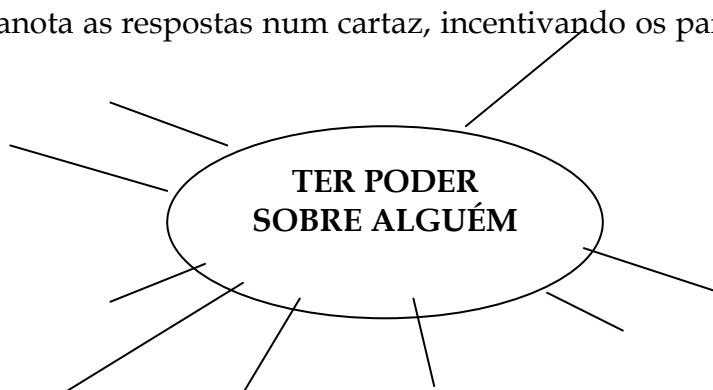 anota as respostas num cartaz, incentivando os
TER PODER
SOBRE ALGUÉM